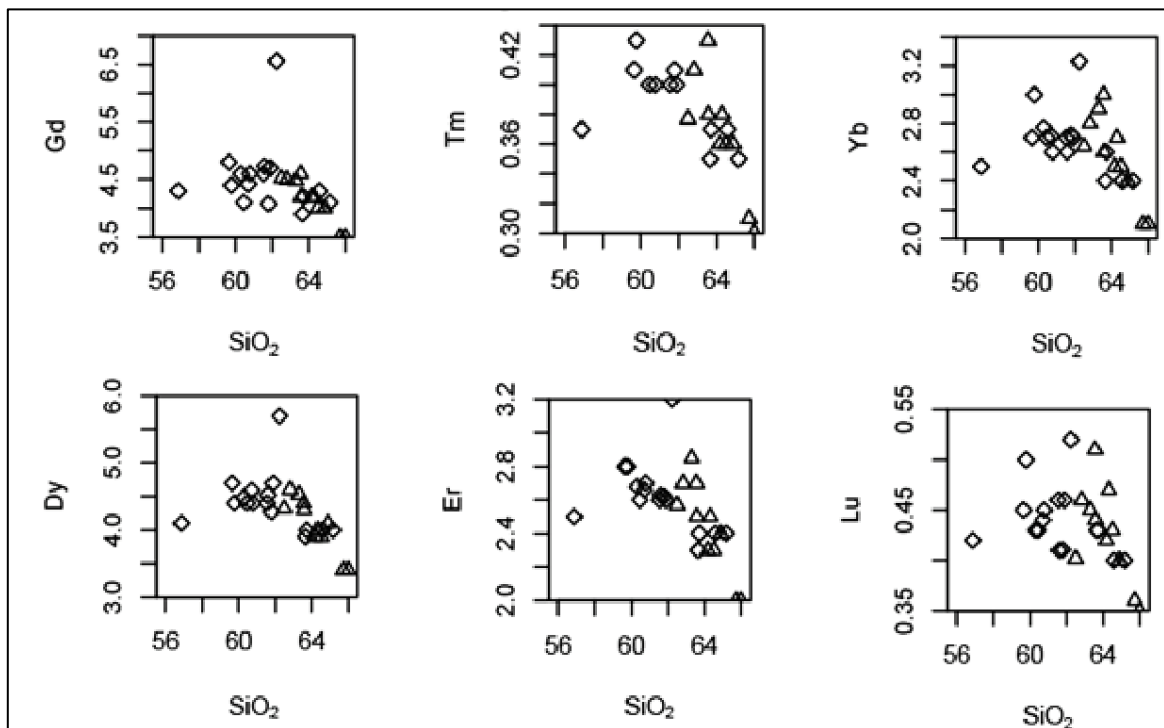 Gd
3.5 4.5 5.5 6.5
56 60 64
SiO₂
Tm
0.30 0.36 0.42
56 60 64
SiO₂
Yb
2.0 2.4 2.8 3.2
56 60 64
SiO₂
Dy
3.0 4.0 5.0 6.0
56 60 64
SiO₂
Er
2.0 2.4 2.8 3.2
56 60 64
SiO₂
Lu
0.35 0.45 0.55
56 60 64
SiO₂